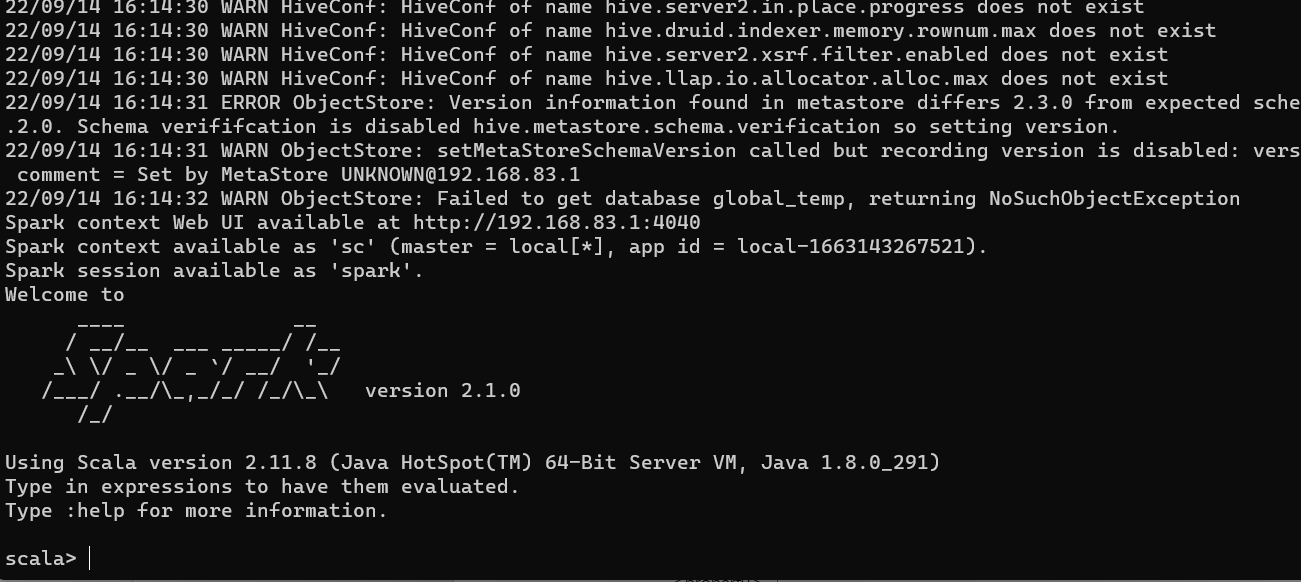 22/09/14 16:14:30 WARN HiveConf: HiveConf of name hive.server2.in.place.progress does not exist
22/09/14 16:14:30 WARN HiveConf: HiveConf of name hive.druid.indexer.memory.rownum.max does not exist
22/09/14 16:14:30 WARN HiveConf: HiveConf of name hive.server2.xsrf.filter.enabled does not exist
22/09/14 16:14:30 WARN HiveConf: HiveConf of name hive.llap.io.allocator.alloc.max does not exist
22/09/14 16:14:31 ERROR ObjectStore: Version information found in metastore differs 2.3.0 from expected sche
.2.0. Schema verififcation is disabled hive.metastore.schema.verification so setting version.
22/09/14 16:14:31 WARN ObjectStore: setMetaStoreSchemaVersion called but recording version is disabled: vers
comment = Set by MetaStore UNKNOWN@192.168.83.1
22/09/14 16:14:32 WARN ObjectStore: Failed to get database global_temp, returning NoSuchObjectException
Spark context Web UI available at http://192.168.83.1:4040
Spark context available as 'sc' (master = local[*], app id = local-1663143267521).
Spark session available as 'spark'.
Welcome to
      ____              __
     / __/__  ___ _____/ /__
    _\ \/ _ \/ _ `/ __/  '_/
   /___/ .__/\_,_/_/ /_/\_\   version 2.1.0
      /_/
Using Scala version 2.11.8 (Java HotSpot(TM) 64-Bit Server VM, Java 1.8.0_291)
Type in expressions to have them evaluated.
Type :help for more information.
scala>